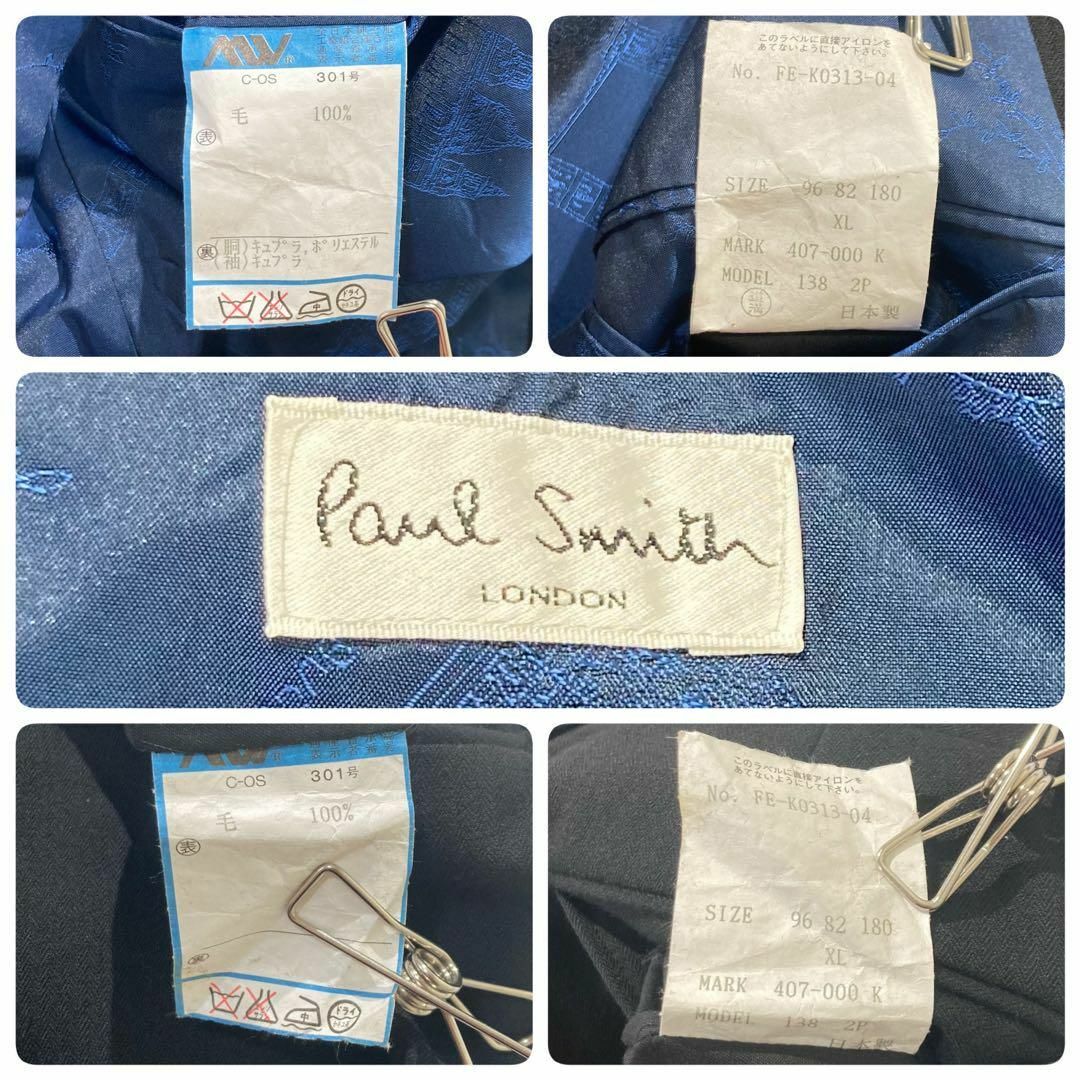 MW
C-OS 301号
毛 100%
表
裏 (胴)キュプラ,ポリエステル
(袖)キュプラ
中 ドライ
このラベルに直接アイロンを
あてないようにして下さい。
No. FE-K0313-04
SIZE 96 82 180
XL
MARK 407-000 K
MODEL 138 2P
日本製
Paul Smith
LONDON
C-OS 301号
毛 100%
表
裏
中 ドライ
このラベルに直接アイロンを
あてないようにして下さい。
No. FE-K0313-04
SIZE 96 82 180
XL
MARK 407-000 K
MODEL 138 2P
日本製